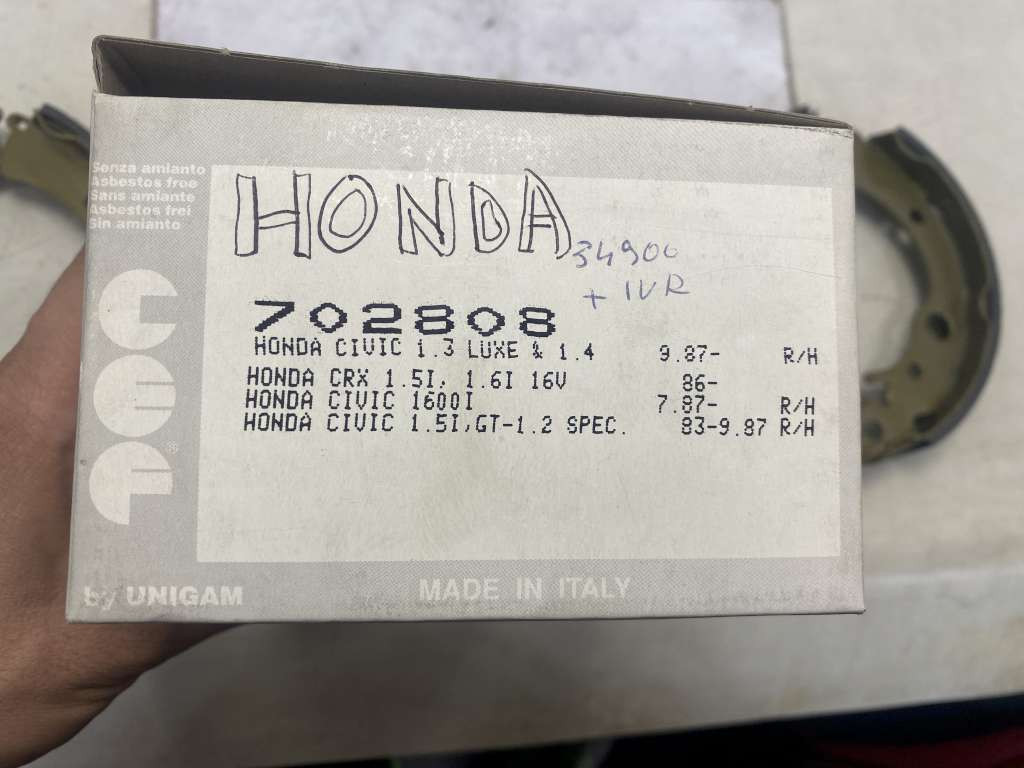 Senza amianto
Asbestos free
Sans amiante
Asbestos frei
Sin amianto
HONDA
34900
+ IVA
702808
HONDA CIVIC 1.3 LUXE & 1.4 9.87- R/H
HONDA CRX 1.5I, 1.6I 16V 86-
HONDA CIVIC 1600I 7.87- R/H
HONDA CIVIC 1.5I,GT-1.2 SPEC. 83-9.87 R/H
by UNIGAM
MADE IN ITALY